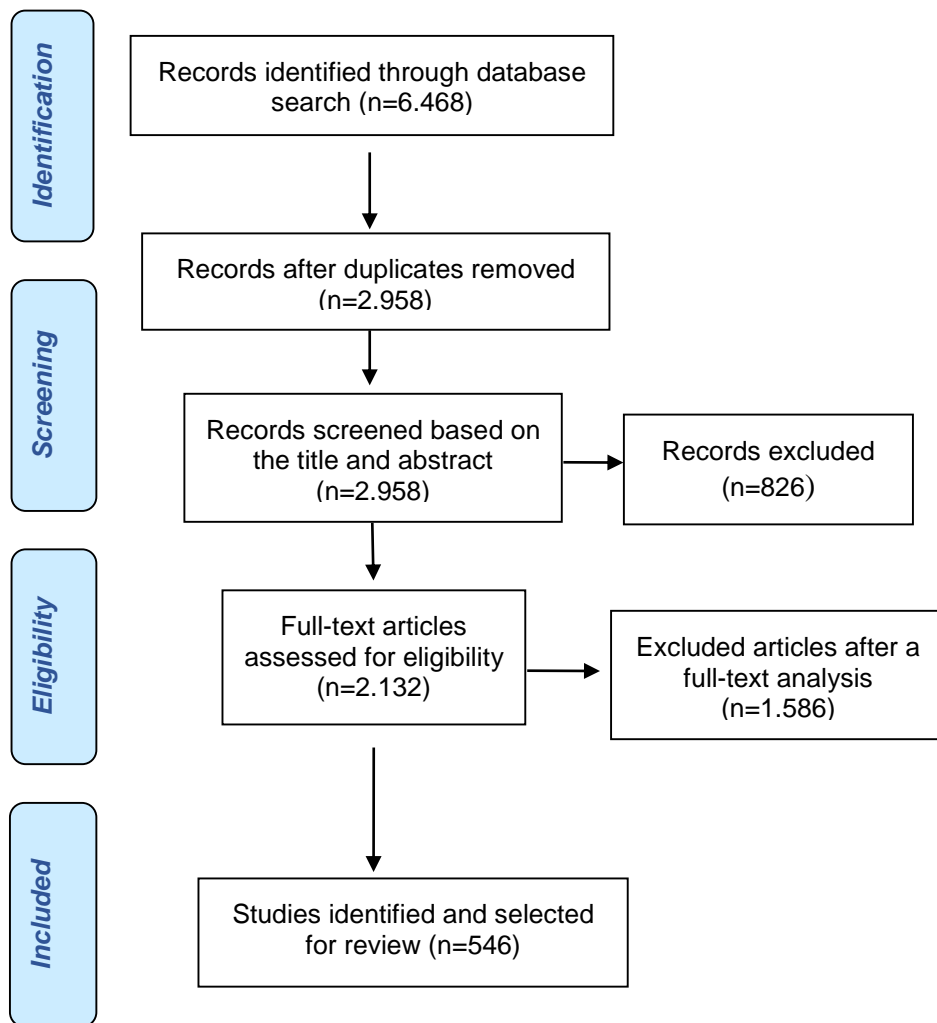 Identification
Records identified through database
search (n=6.468)
Records after duplicates removed
(n=2.958)
Screening
Records screened based on
the title and abstract
(n=2.958)
Records excluded
(n=826)
Eligibility
Full-text articles
assessed for eligibility
(n=2.132)
Excluded articles after a
full-text analysis
(n=1.586)
Included
Studies identified and selected
for review (n=546)